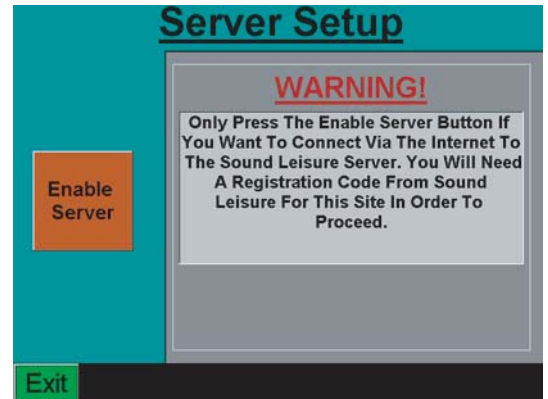 Server Setup
WARNING!
Only Press The Enable Server Button If
You Want To Connect Via The Internet To
The Sound Leisure Server. You Will Need
A Registration Code From Sound
Leisure For This Site In Order To
Proceed.
Enable
Server
Exit